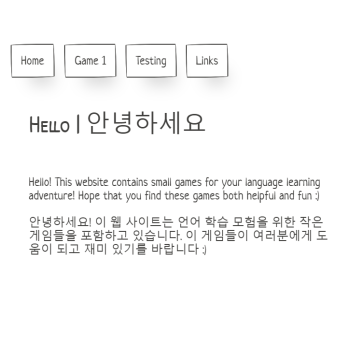 Home
Game 1
Testing
Links
Hello | 안녕하세요
Hello! This website contains small games for your language learning
adventure! Hope that you find these games both helpful and fun :)
안녕하세요! 이 웹 사이트는 언어 학습 모험을 위한 작은
게임들을 포함하고 있습니다. 이 게임들이 여러분에게 도
움이 되고 재미 있기를 바랍니다 :)